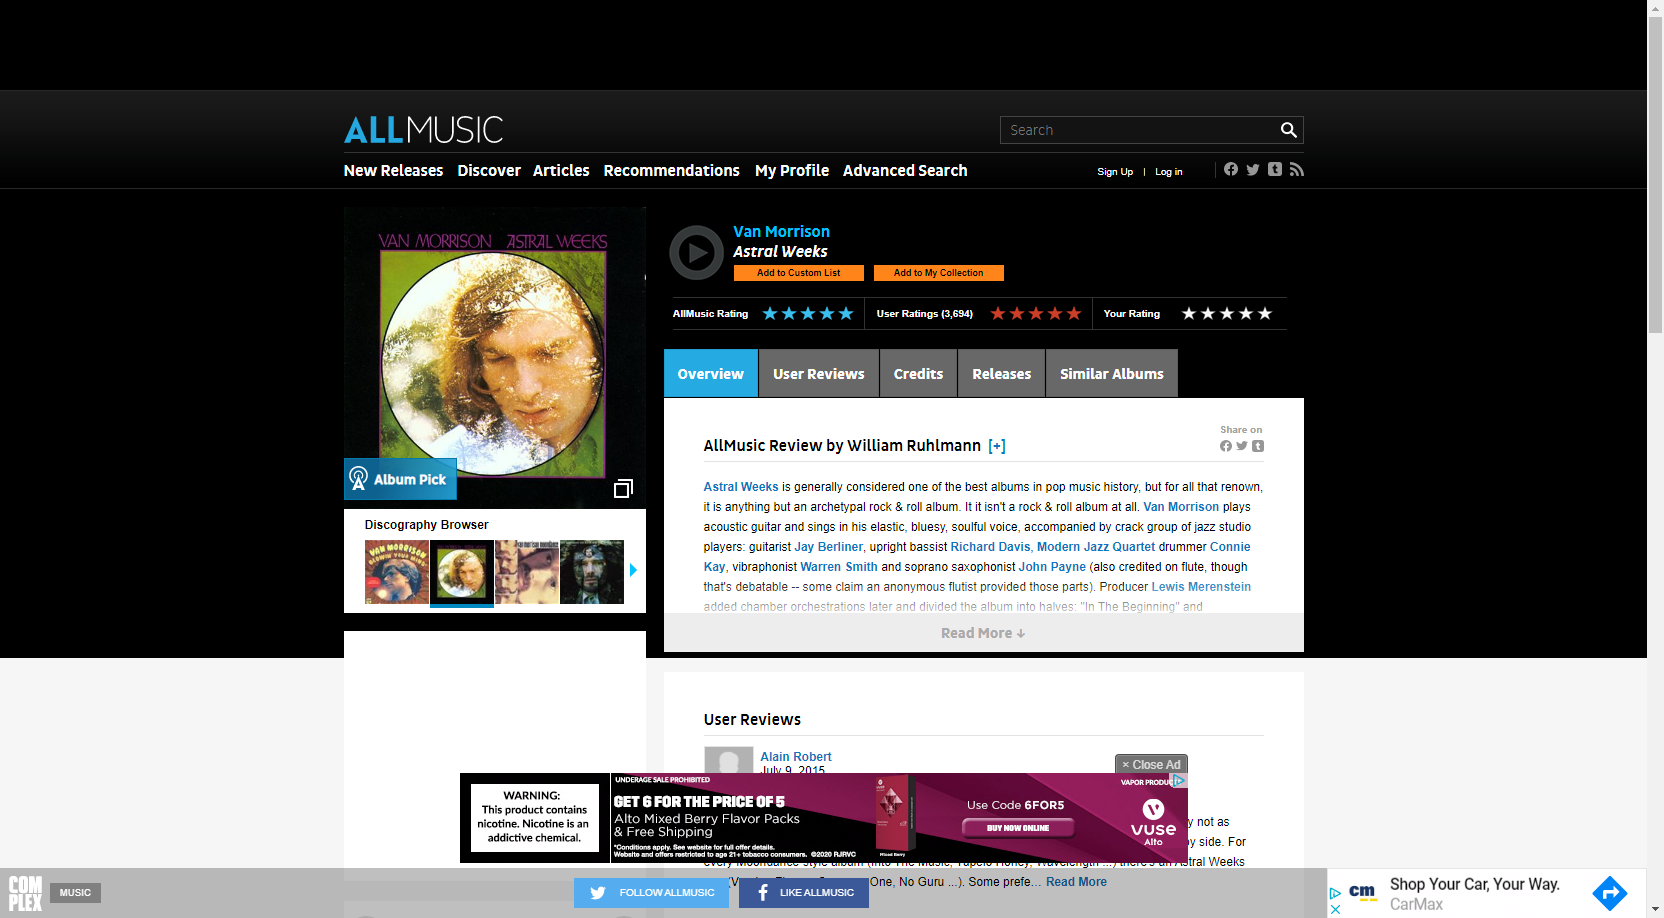 ALLMUSIC
Search
New Releases Discover Articles Recommendations My Profile Advanced Search
Sign Up | Log in
VAN MORRISON ASTRAL WEEKS
Album Pick
Discography Browser
Van Morrison
Astral Weeks
Add to Custom List Add to My Collection
AllMusic Rating User Ratings (3,694) Your Rating
Overview User Reviews Credits Releases Similar Albums
Share on
AllMusic Review by William Ruhlmann [+]
Astral Weeks is generally considered one of the best albums in pop music history, but for all that renown,
it is anything but an archetypal rock & roll album. It it isn't a rock & roll album at all. Van Morrison plays
acoustic guitar and sings in his elastic, bluesy, soulful voice, accompanied by crack group of jazz studio
players: guitarist Jay Berliner, upright bassist Richard Davis, Modern Jazz Quartet drummer Connie
Kay, vibraphonist Warren Smith and soprano saxophonist John Payne (also credited on flute, though
that's debatable -- some claim an anonymous flutist provided those parts). Producer Lewis Merenstein
added chamber orchestrations later and divided the album into halves: "In The Beginning" and
Read More ↓
User Reviews
Alain Robert
July 9, 2015
× Close Ad
WARNING:
This product contains
nicotine. Nicotine is an
addictive chemical.
UNDERAGE SALE PROHIBITED
GET 6 FOR THE PRICE OF 5
Alto Mixed Berry Flavor Packs
& Free Shipping
*Conditions apply. See website for full offer details.
Website and offers restricted to age 21+ tobacco consumers. ©2020 RJRVC
Mixed Berry
Use Code 6FOR5
BUY NOW ONLINE
VAPOR PRODUCT
VUSE
Alto
y not as
by side. For
Astral Weeks
One, No Guru ...). Some prefe... Read More
COMPLEX
MUSIC
FOLLOW ALLMUSIC
LIKE ALLMUSIC
cm
Shop Your Car, Your Way.
CarMax